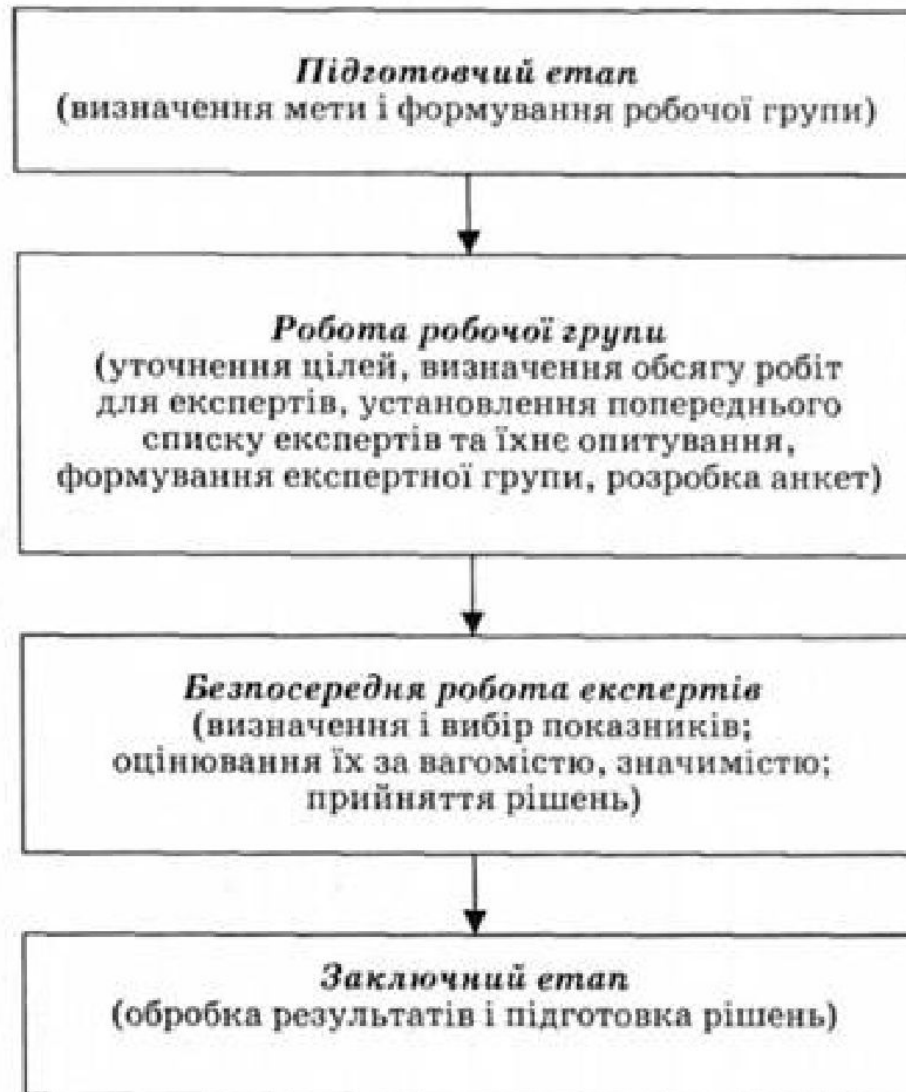 Підготовчий етап
(визначення мети і формування робочої групи)
Робота робочої групи
(уточнення цілей, визначення обсягу робіт
для експертів, установлення попереднього
списку експертів та їхнє опитування,
формування експертної групи, розробка анкет)
Безпосередня робота експертів
(визначення і вибір показників;
оцінювання їх за вагомістю, значимістю;
прийняття рішень)
Заключний етап
(обробка результатів і підготовка рішень)